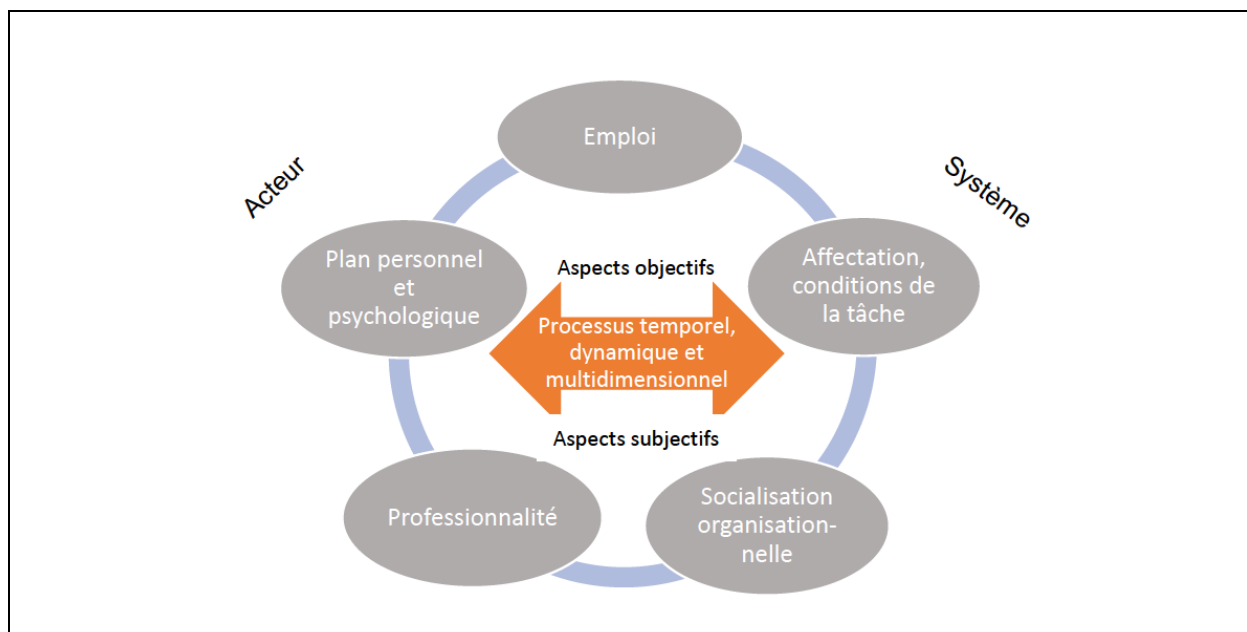 Emploi
Acteur
Système
Plan personnel
et
psychologique
Affectation,
conditions de
la tâche
Aspects objectifs
Processus temporel,
dynamique et
multidimensionnel
Aspects subjectifs
Professionnalité
Socialisation
organisation-
nelle